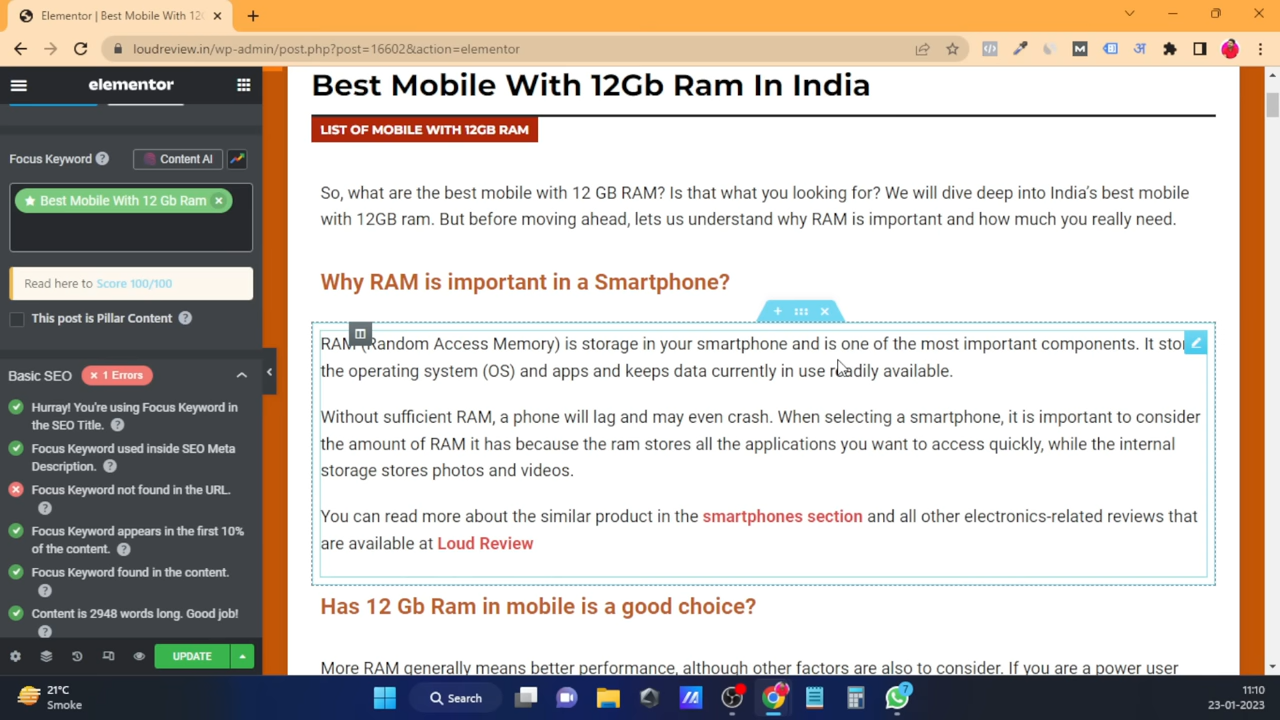 Elementor | Best Mobile With 12G
loudreview.in/wp-admin/post.php?post=16602&action=elementor
elementor
Focus Keyword ?
Content AI
★ Best Mobile With 12 Gb Ram ×
Read here to Score 100/100
This post is Pillar Content ?
Basic SEO × 1 Errors
Hurray! You're using Focus Keyword in
the SEO Title. ?
Focus Keyword used inside SEO Meta
Description. ?
Focus Keyword not found in the URL.
?
Focus Keyword appears in the first 10%
of the content. ?
Focus Keyword found in the content.
?
Content is 2948 words long. Good job!
?
UPDATE
Best Mobile With 12Gb Ram In India
LIST OF MOBILE WITH 12GB RAM
So, what are the best mobile with 12 GB RAM? Is that what you looking for? We will dive deep into India's best mobile
with 12GB ram. But before moving ahead, lets us understand why RAM is important and how much you really need.
Why RAM is important in a Smartphone?
RAM (Random Access Memory) is storage in your smartphone and is one of the most important components. It stor
the operating system (OS) and apps and keeps data currently in use readily available.
Without sufficient RAM, a phone will lag and may even crash. When selecting a smartphone, it is important to consider
the amount of RAM it has because the ram stores all the applications you want to access quickly, while the internal
storage stores photos and videos.
You can read more about the similar product in the smartphones section and all other electronics-related reviews that
are available at Loud Review
Has 12 Gb Ram in mobile is a good choice?
More RAM generally means better performance, although other factors are also to consider. If you are a power user
21°C
Smoke
Search
7
11:10
23-01-2023